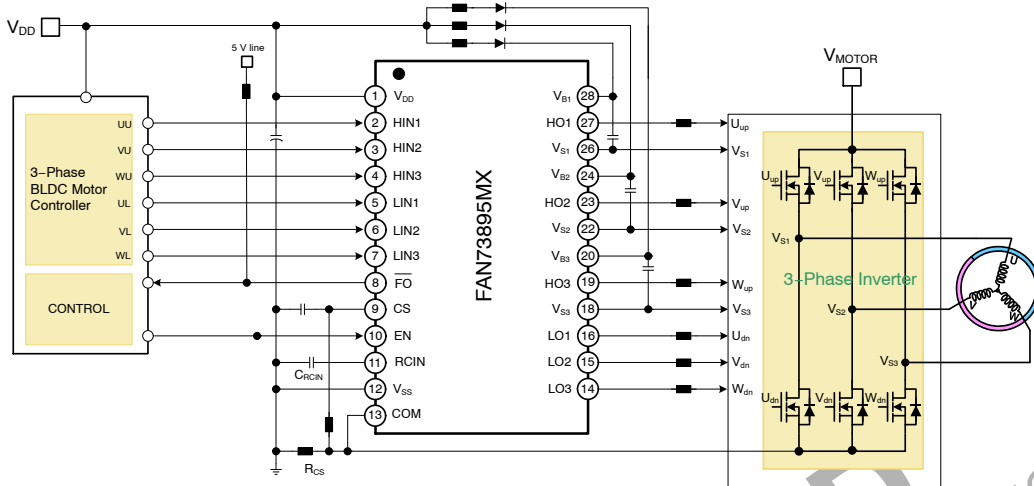 VDD
5 V line
VMOTOR
3-Phase
BLDC Motor
Controller
UU
VU
WU
UL
VL
WL
CONTROL
FAN73895MX
1 VDD
2 HIN1
3 HIN2
4 HIN3
5 LIN1
6 LIN2
7 LIN3
8 FO
9 CS
10 EN
11 RCIN
12 VSS
13 COM
CRCIN
RCS
VB1 28
HO1 27
VS1 26
VB2 24
HO2 23
VS2 22
VB3 20
HO3 19
VS3 18
LO1 16
LO2 15
LO3 14
Uup
VS1
Vup
VS2
Wup
VS3
Udn
Vdn
Wdn
Uup Vup Wup
VS1
3-Phase Inverter
VS2
VS3
Udn Vdn Wdn